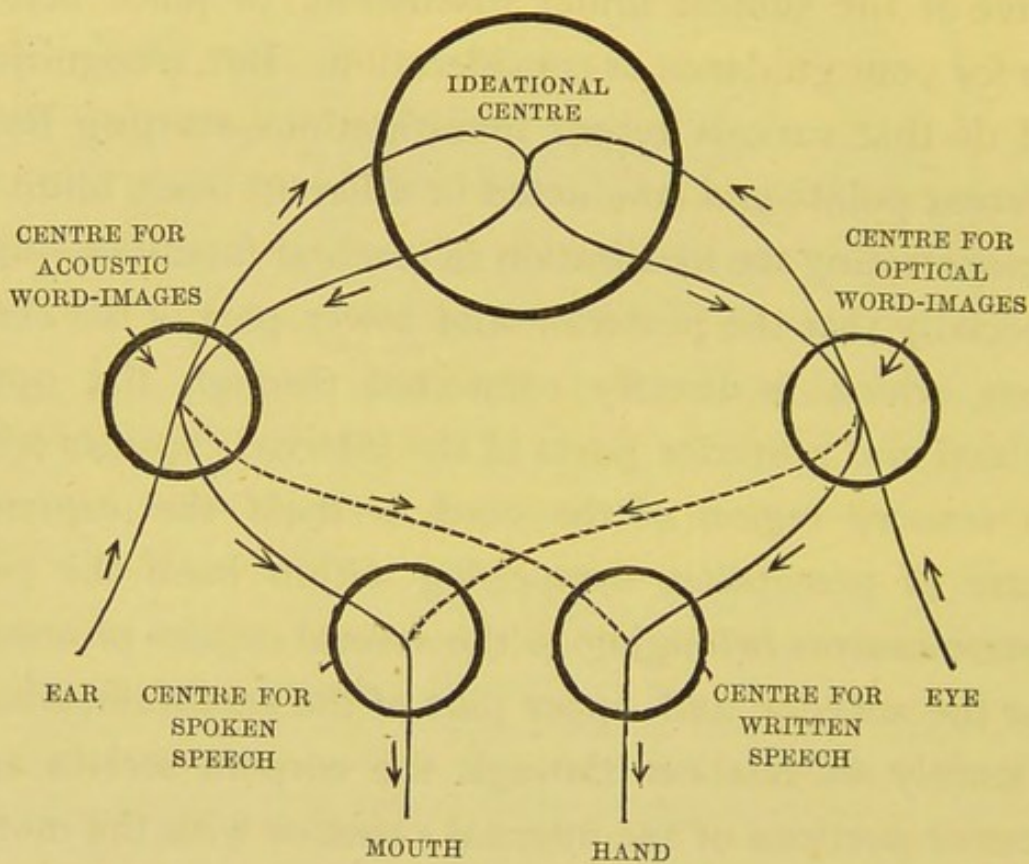 IDEATIONAL
CENTRE
CENTRE FOR
ACOUSTIC
WORD-IMAGES
CENTRE FOR
OPTICAL
WORD-IMAGES
EAR
CENTRE FOR
SPOKEN
SPEECH
CENTRE FOR
WRITTEN
SPEECH
EYE
MOUTH
HAND